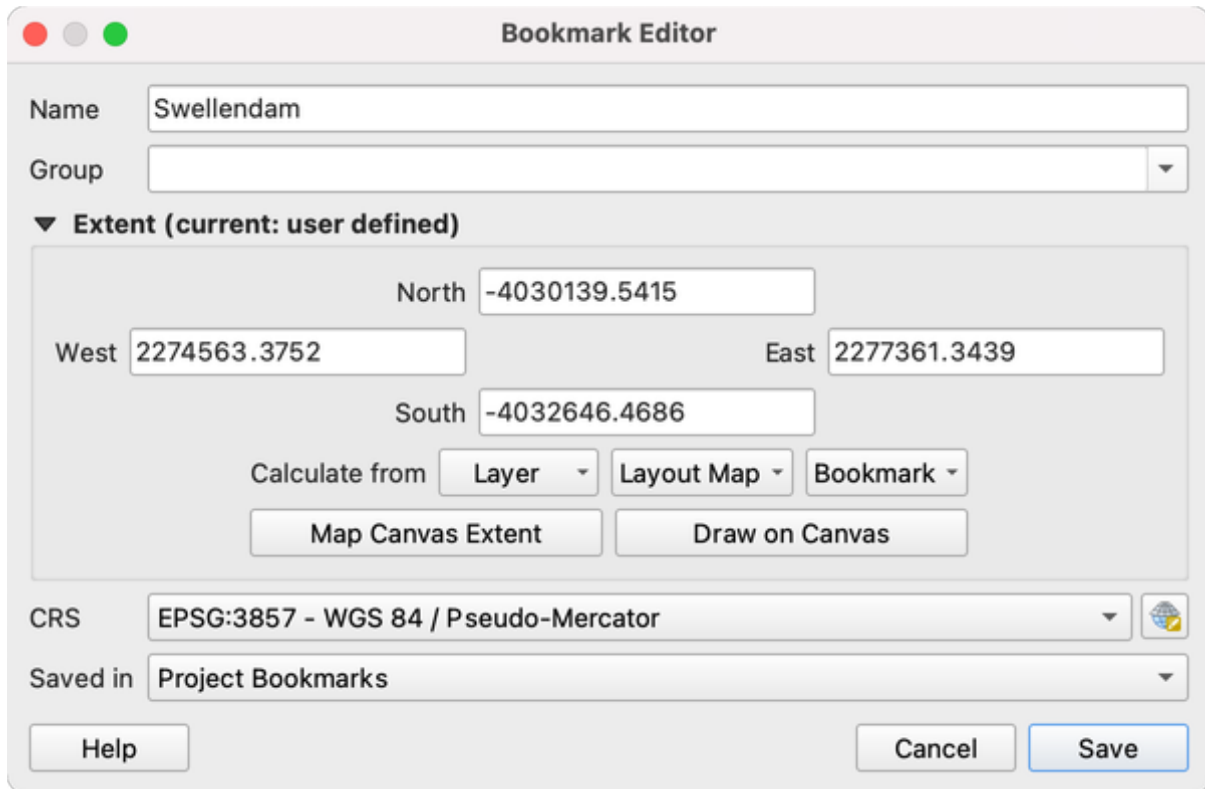 Bookmark Editor
Name Swellendam
Group
Extent (current: user defined)
North -4030139.5415
West 2274563.3752 East 2277361.3439
South -4032646.4686
Calculate from Layer Layout Map Bookmark
Map Canvas Extent Draw on Canvas
CRS EPSG:3857 - WGS 84 / Pseudo-Mercator
Saved in Project Bookmarks
Help Cancel Save